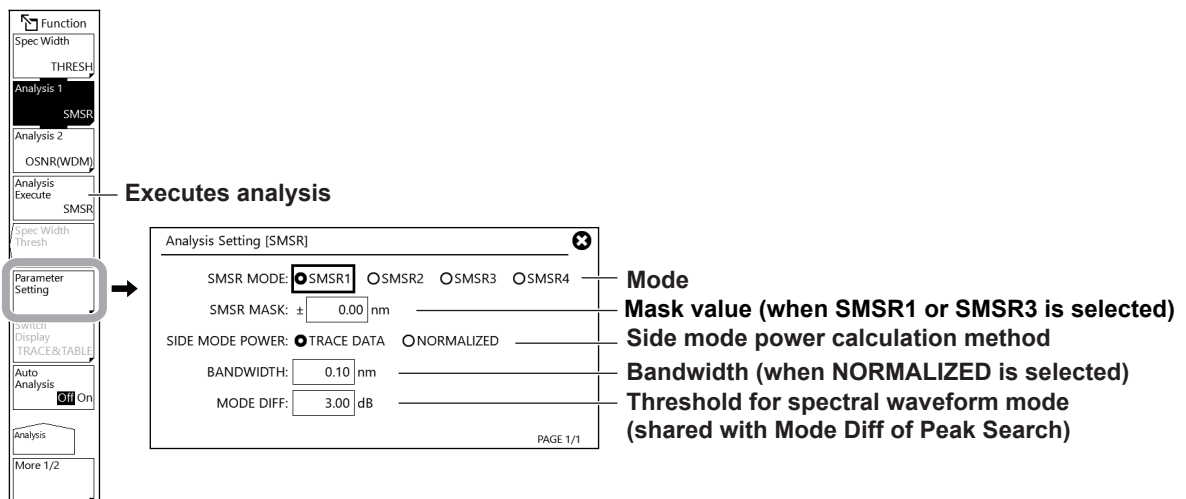 Function
Spec Width
THRESH
Analysis 1
SMSR
Analysis 2
OSNR(WDM)
Analysis
Execute
SMSR
Executes analysis
Spec Width
Thresh
Parameter
Setting
Switch
Display
TRACE&TABLE
Auto
Analysis
Off On
Analysis
More 1/2
Analysis Setting [SMSR]
SMSR MODE: SMSR1 SMSR2 SMSR3 SMSR4
Mode
SMSR MASK: ± 0.00 nm
Mask value (when SMSR1 or SMSR3 is selected)
SIDE MODE POWER: TRACE DATA NORMALIZED
Side mode power calculation method
BANDWIDTH: 0.10 nm
Bandwidth (when NORMALIZED is selected)
MODE DIFF: 3.00 dB
Threshold for spectral waveform mode
(shared with Mode Diff of Peak Search)
PAGE 1/1